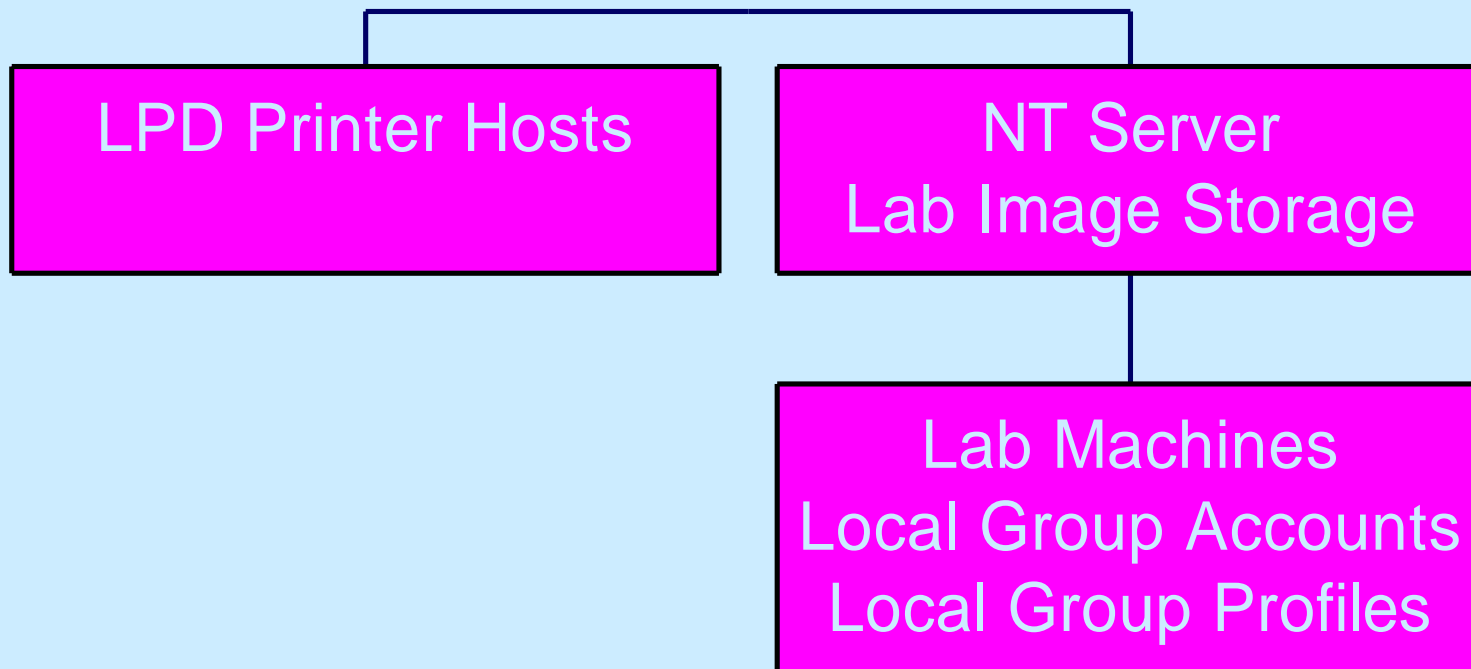 LPD Printer Hosts
NT Server
Lab Image Storage
Lab Machines
Local Group Accounts
Local Group Profiles